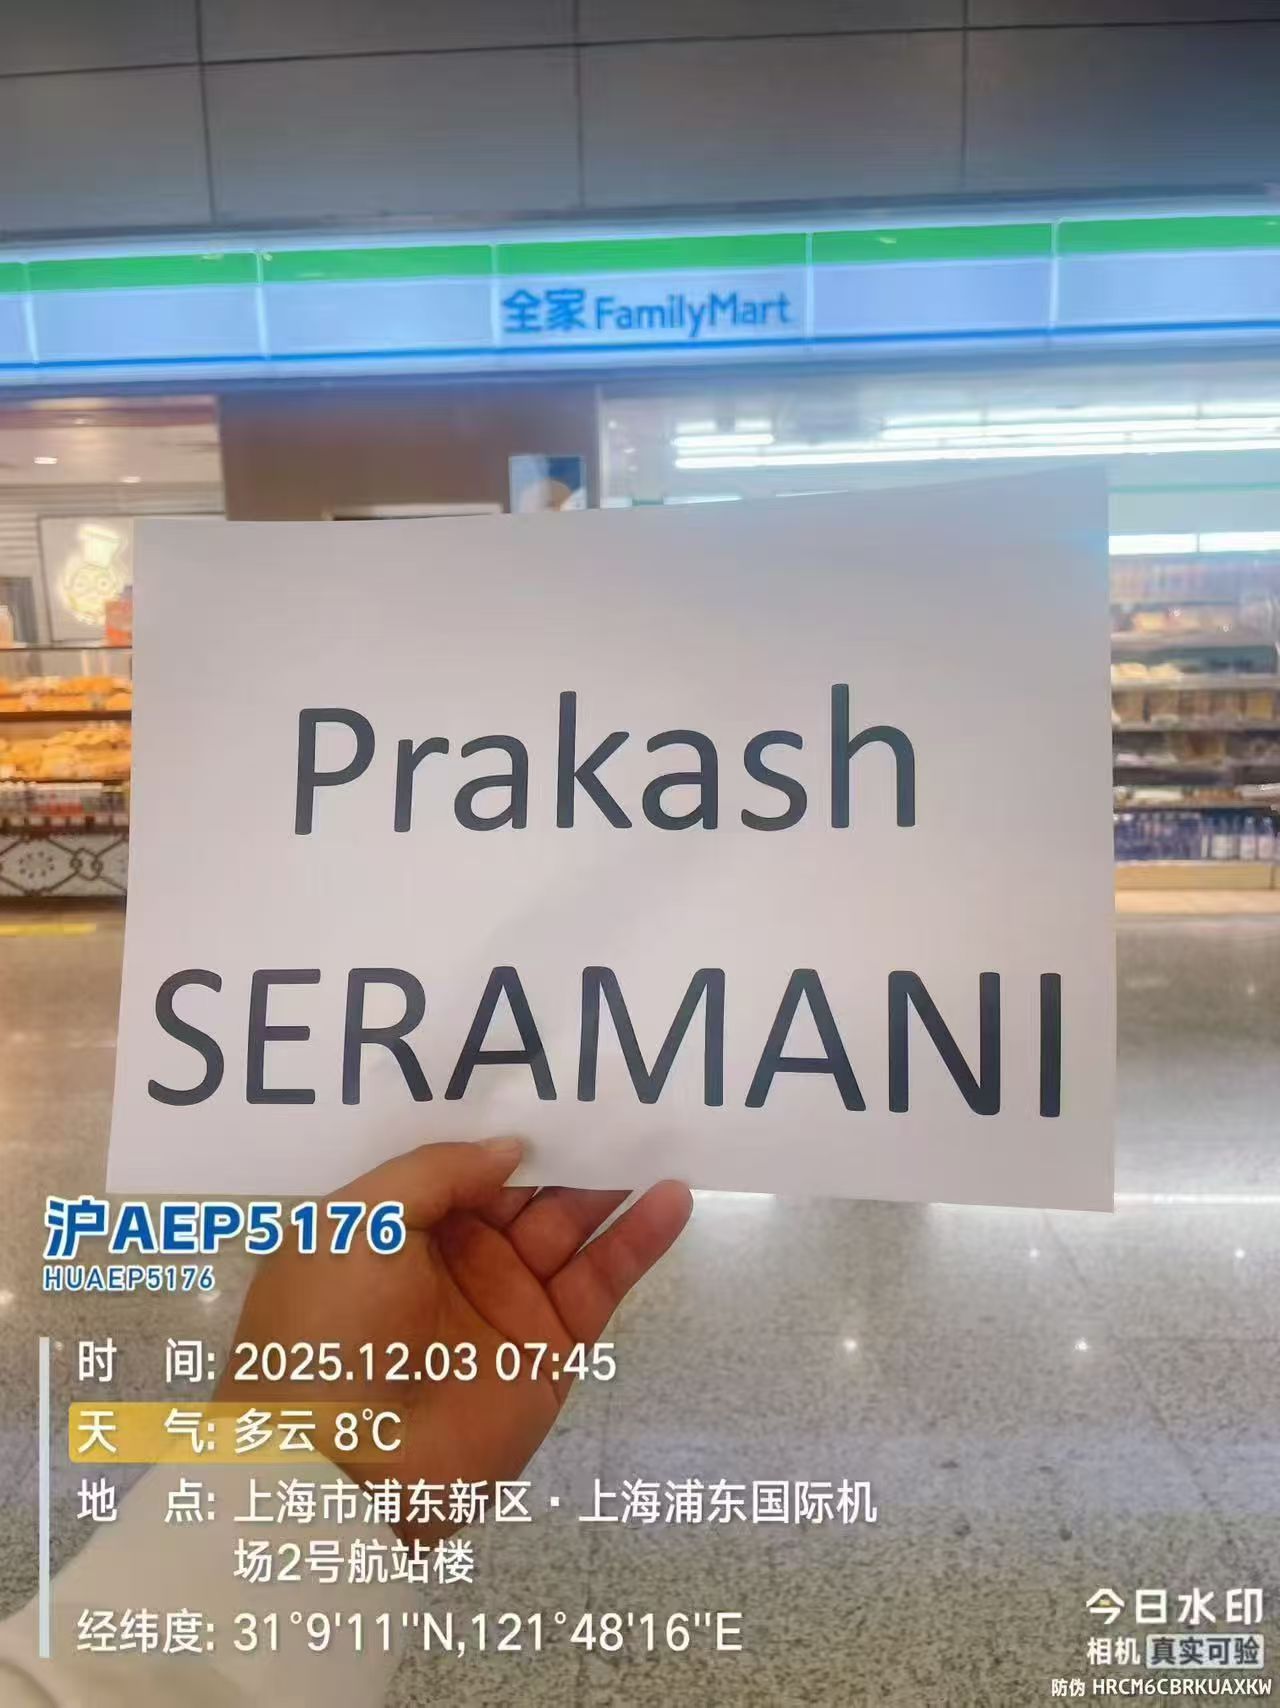 全家 FamilyMart
Prakash
SERAMANI
沪AEP5176
HUAEP5176
时 间: 2025.12.03 07:45
天 气: 多云 8℃
地 点: 上海市浦东新区·上海浦东国际机
场2号航站楼
经纬度: 31°9'11"N,121°48'16"E
今日水印
相机 真实可验
防伪 HRCM6CBRKUAXKW